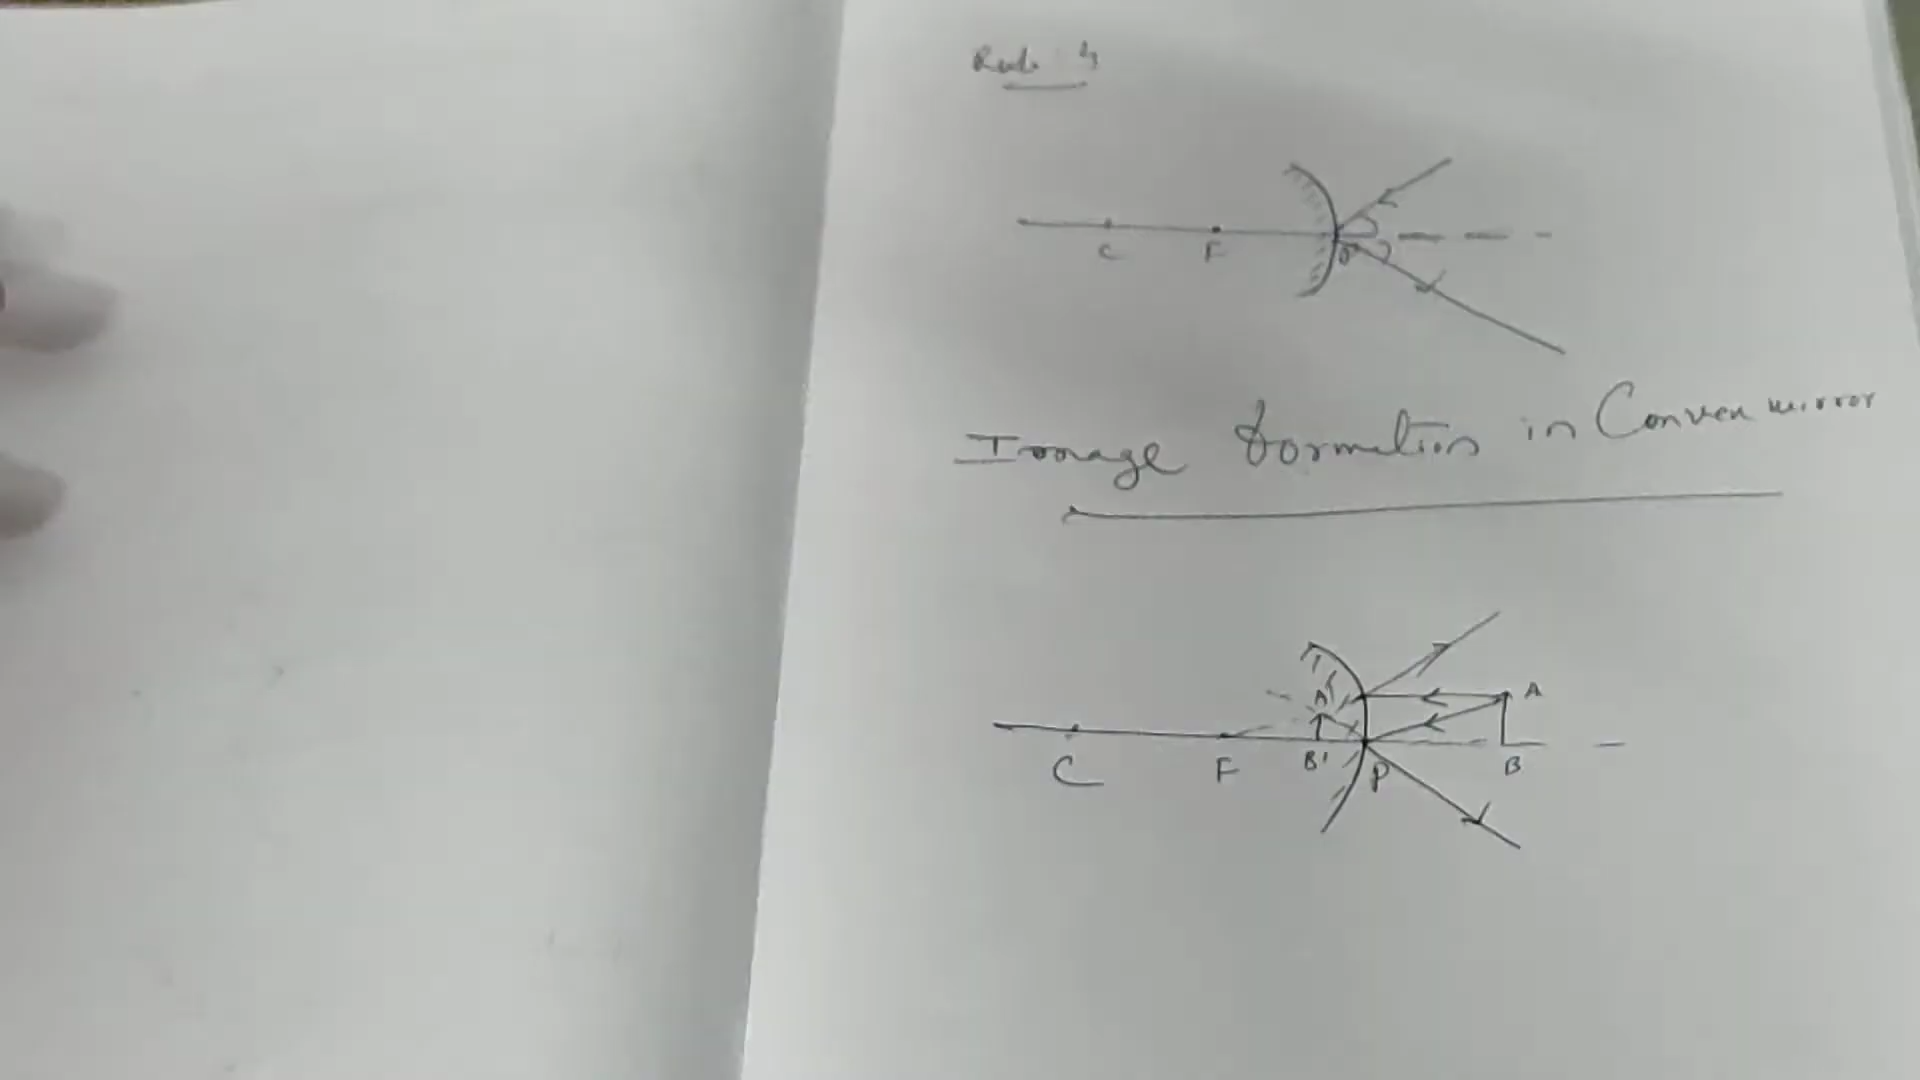 Rule 4
C F P
Image formation in Convex mirror
A' A
C F B' P B